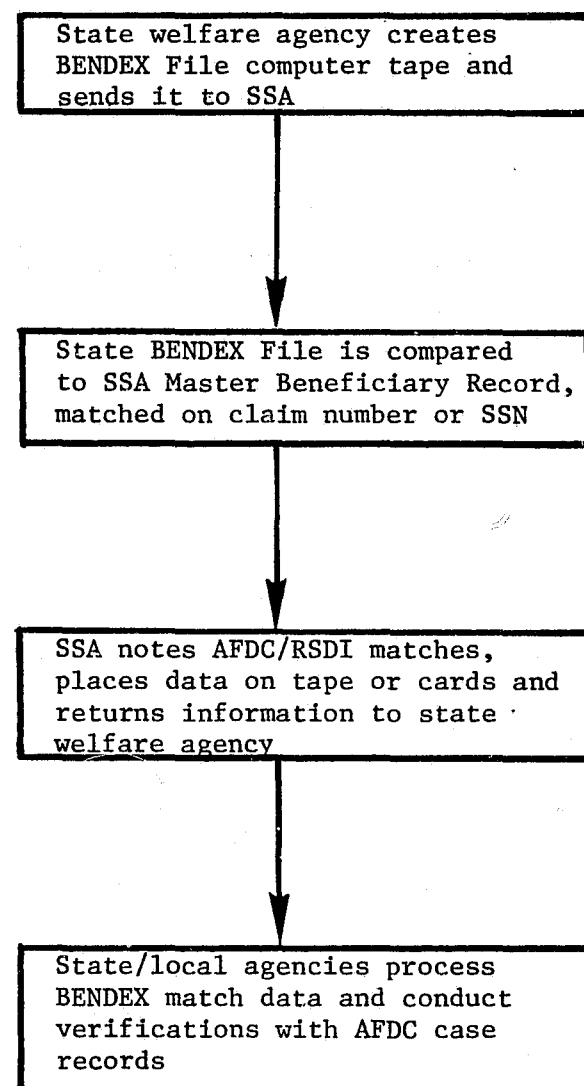 State welfare agency creates
BENDEX File computer tape and
sends it to SSA
State BENDEX File is compared
to SSA Master Beneficiary Record,
matched on claim number or SSN
SSA notes AFDC/RSDI matches,
places data on tape or cards and
returns information to state
welfare agency
State/local agencies process
BENDEX match data and conduct
verifications with AFDC case
records